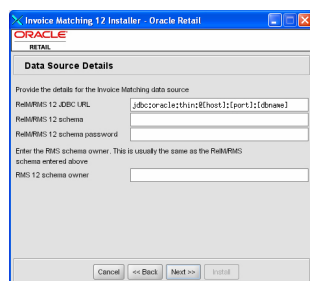 Invoice Matching 12 Installer - Oracle Retail
ORACLE
RETAIL
Data Source Details
Provide the details for the Invoice Matching data source
ReIM/RMS 12 JDBC URL
jdbc:oracle:thin:@[host]:[port]:[dbname]
ReIM/RMS 12 schema
ReIM/RMS 12 schema password
Enter the RMS schema owner. This is usually the same as the ReIM/RMS
schema entered above
RMS 12 schema owner
Cancel << Back Next >> Install